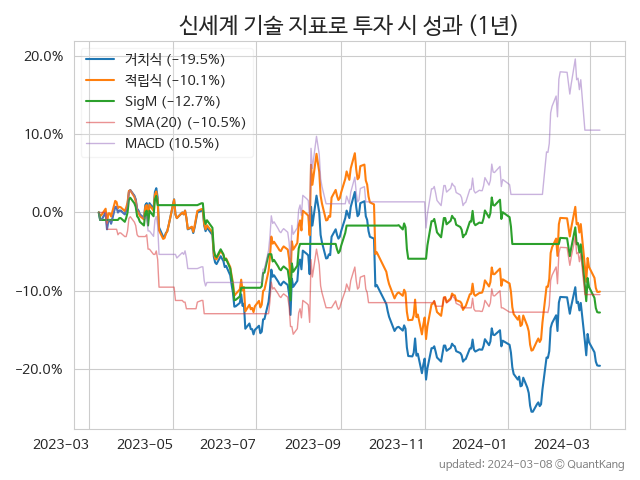 신세계 기술 지표로 투자 시 성과 (1년)
거치식 (−19.5%)
적립식 (−10.1%)
SigM (−12.7%)
SMA(20) (−10.5%)
MACD (10.5%)
20.0%
10.0%
0.0%
−10.0%
−20.0%
2023-03 2023-05 2023-07 2023-09 2023-11 2024-01 2024-03
updated: 2024-03-08 ⓒ QuantKang